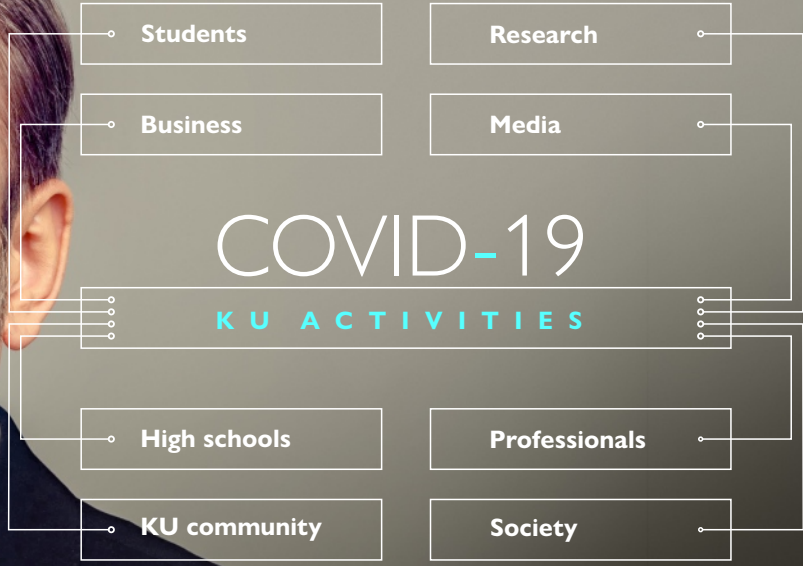 Students
Research
Business
Media
COVID-19
KU ACTIVITIES
High schools
Professionals
KU community
Society